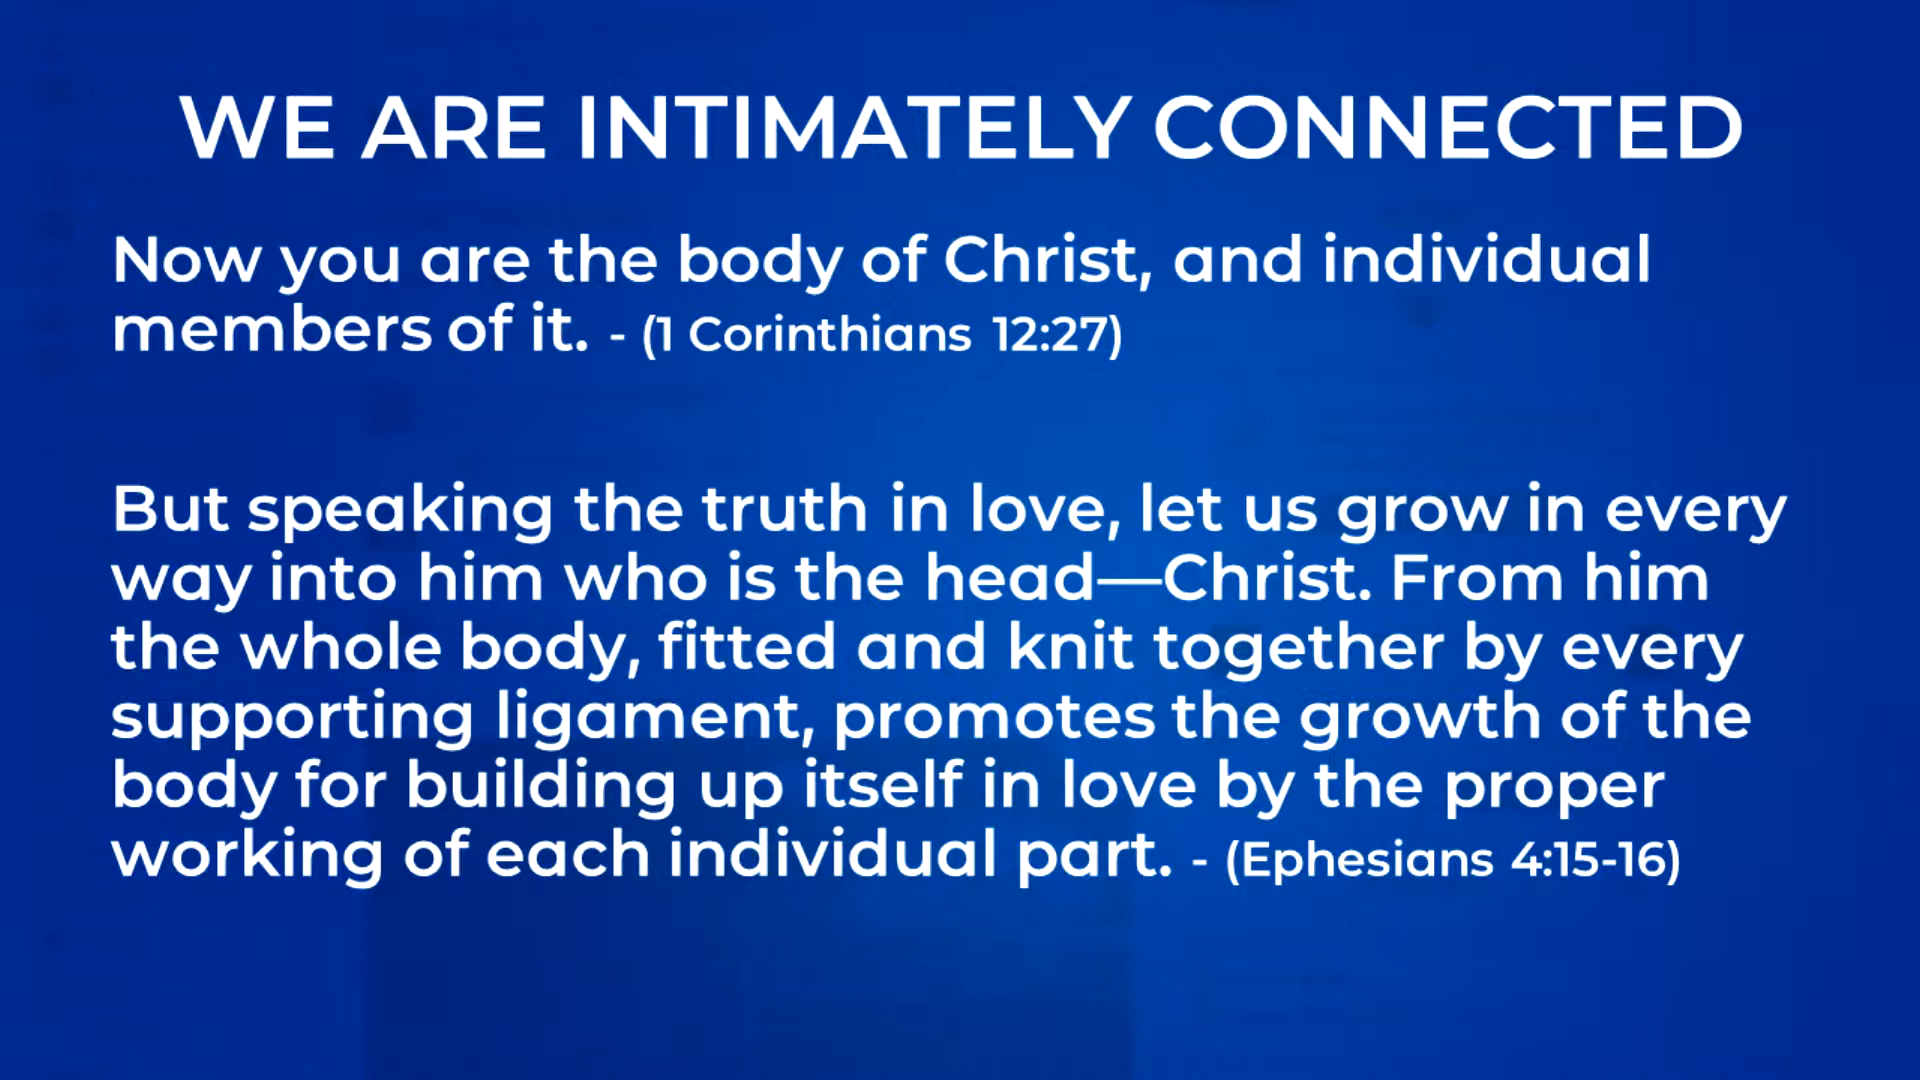 WE ARE INTIMATELY CONNECTED
Now you are the body of Christ, and individual
members of it. - (1 Corinthians 12:27)
But speaking the truth in love, let us grow in every
way into him who is the head—Christ. From him
the whole body, fitted and knit together by every
supporting ligament, promotes the growth of the
body for building up itself in love by the proper
working of each individual part. - (Ephesians 4:15-16)